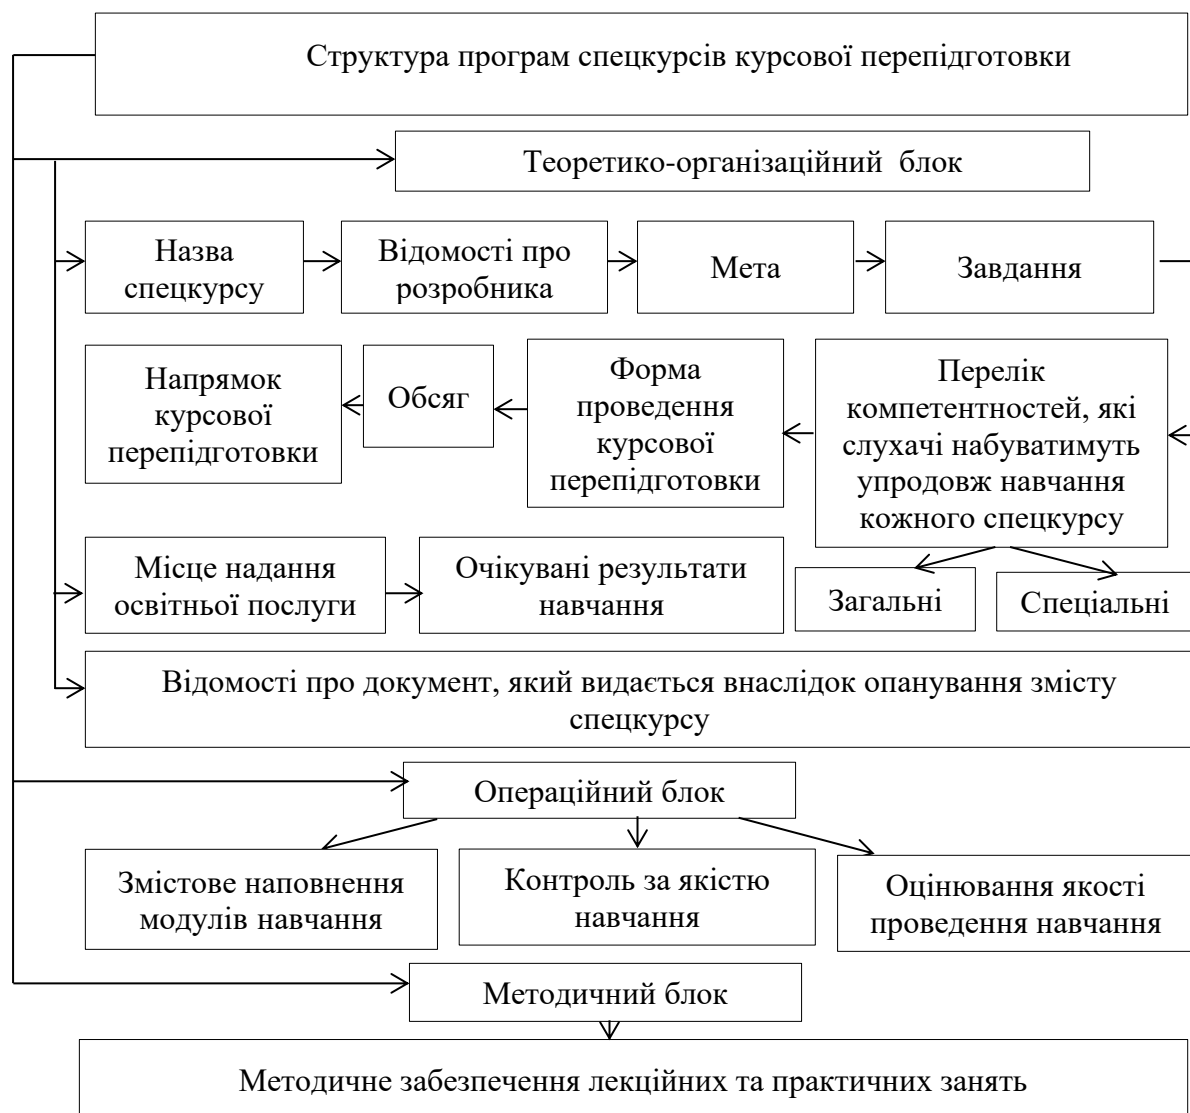 Структура програм спецкурсів курсової перепідготовки
Теоретико-організаційний блок
Назва
спецкурсу
Відомості про
розробника
Мета
Завдання
Напрямок
курсової
перепідготовки
Обсяг
Форма
проведення
курсової
перепідготовки
Перелік
компетентностей, які
слухачі набуватимуть
упродовж навчання
кожного спецкурсу
Місце надання
освітньої послуги
Очікувані результати
навчання
Загальні
Спеціальні
Відомості про документ, який видається внаслідок опанування змісту
спецкурсу
Операційний блок
Змістове наповнення
модулів навчання
Контроль за якістю
навчання
Оцінювання якості
проведення навчання
Методичний блок
Методичне забезпечення лекційних та практичних занять